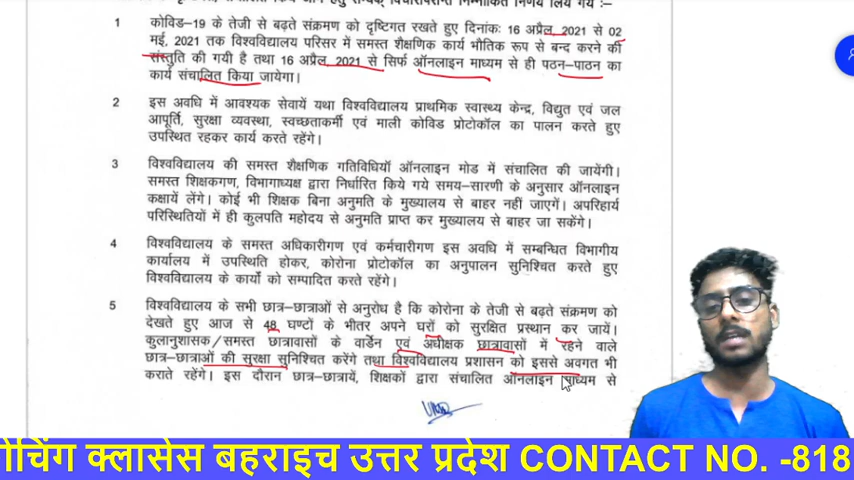 1 कोविड-19 के तेजी से बढ़ते संक्रमण को दृष्टिगत रखते हुए दिनांकः 16 अप्रैल, 2021 से 02
मई, 2021 तक विश्वविद्यालय परिसर में समस्त शैक्षणिक कार्य भौतिक रूप से बन्द करने की
संस्तुति की गयी है तथा 16 अप्रैल, 2021 से सिर्फ ऑनलाइन माध्यम से ही पठन-पाठन का
कार्य संचालित किया जायेगा।
2 इस अवधि में आवश्यक सेवायें यथा विश्वविद्यालय प्राथमिक स्वास्थ्य केन्द्र, विद्युत एवं जल
आपूर्ति, सुरक्षा व्यवस्था, स्वच्छताकर्मी एवं माली कोविड प्रोटोकॉल का पालन करते हुए
उपस्थित रहकर कार्य करते रहेंगे।
3 विश्वविद्यालय की समस्त शैक्षणिक गतिविधियाँ ऑनलाइन मोड में संचालित की जायेंगी।
समस्त शिक्षकगण, विभागाध्यक्ष द्वारा निर्धारित किये गये समय-सारणी के अनुसार ऑनलाइन
कक्षायें लेंगे। कोई भी शिक्षक बिना अनुमति के मुख्यालय से बाहर नहीं जाएगें। अपरिहार्य
परिस्थितियों में ही कुलपति महोदय से अनुमति प्राप्त कर मुख्यालय से बाहर जा सकेंगे।
4 विश्वविद्यालय के समस्त अधिकारीगण एवं कर्मचारीगण इस अवधि में सम्बन्धित विभागीय
कार्यालय में उपस्थित होकर, कोरोना प्रोटोकॉल का अनुपालन सुनिश्चित करते हुए
विश्वविद्यालय के कार्यो को सम्पादित करते रहेंगे।
5 विश्वविद्यालय के सभी छात्र-छात्राओं से अनुरोध है कि कोरोना के तेजी से बढ़ते संक्रमण को
देखते हुए आज से 48 घण्टों के भीतर अपने घरों को सुरक्षित प्रस्थान कर जायें।
कुलानुशासक/समस्त छात्रावासों के वार्डेन एवं अधीक्षक छात्रावासों में रहने वाले
छात्र-छात्राओं की सुरक्षा सुनिश्चित करेंगे तथा विश्वविद्यालय प्रशासन को इससे अवगत भी
कराते रहेंगे। इस दौरान छात्र-छात्रायें, शिक्षकों द्वारा संचालित ऑनलाइन माध्यम से
ोचिंग क्लासेस बहराइच उत्तर प्रदेश CONTACT NO. -818